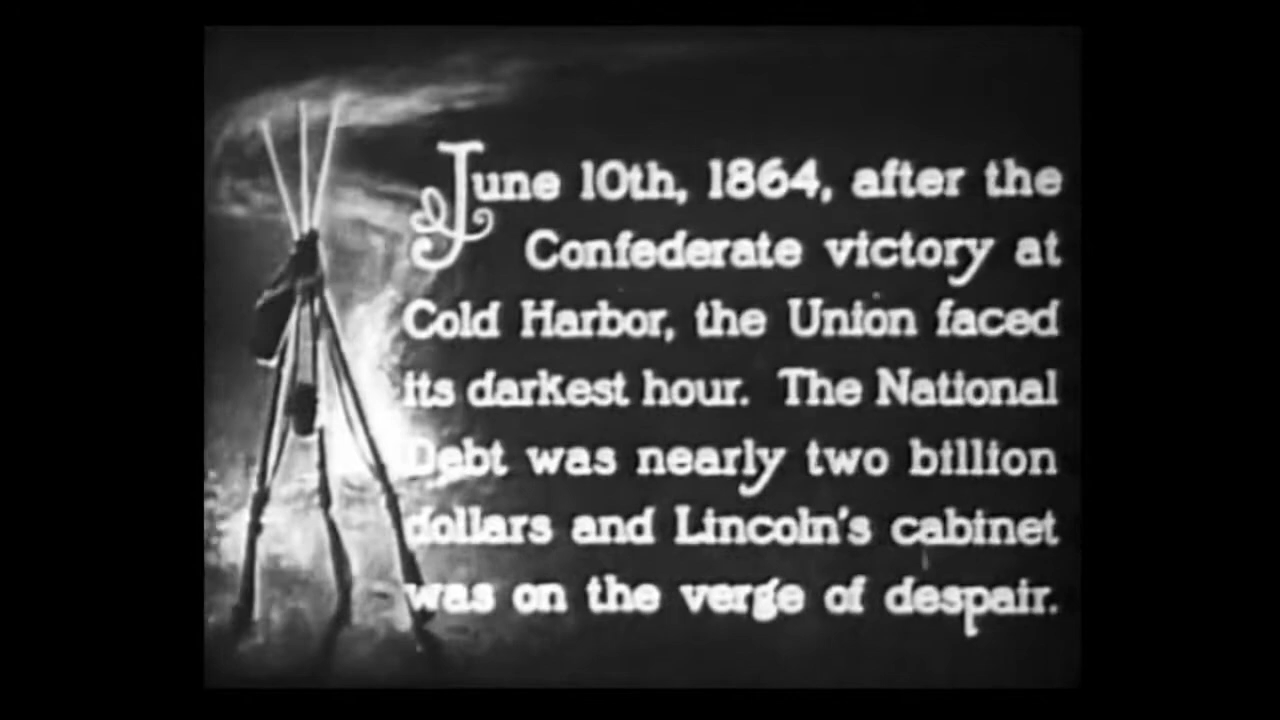 June 10th, 1864, after the
Confederate victory at
Cold Harbor, the Union faced
its darkest hour. The National
Debt was nearly two billion
dollars and Lincoln's cabinet
was on the verge of despair.